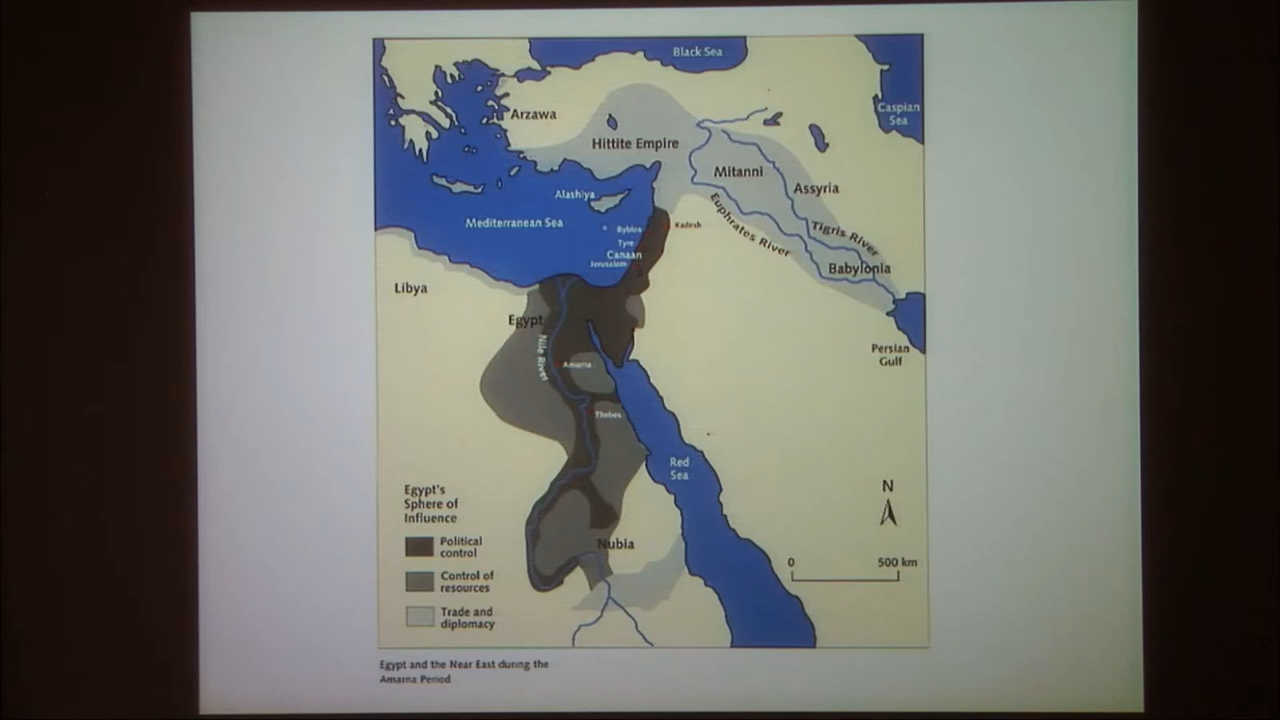 Black Sea
Caspian
Sea
Arzawa
Hittite Empire
Mitanni
Assyria
Alashiya
Mediterranean Sea
Euphrates River
Tigris River
Kadesh
Byblos
Tyre
Canaan
Jerusalem
Babylonia
Libya
Egypt
Nile River
Persian
Gulf
Amarna
Thebes
Red
Sea
Egypt's
Sphere of
Influence
Political
control
Control of
resources
Trade and
diplomacy
Nubia
N
0 500 km
Egypt and the Near East during the
Amarna Period